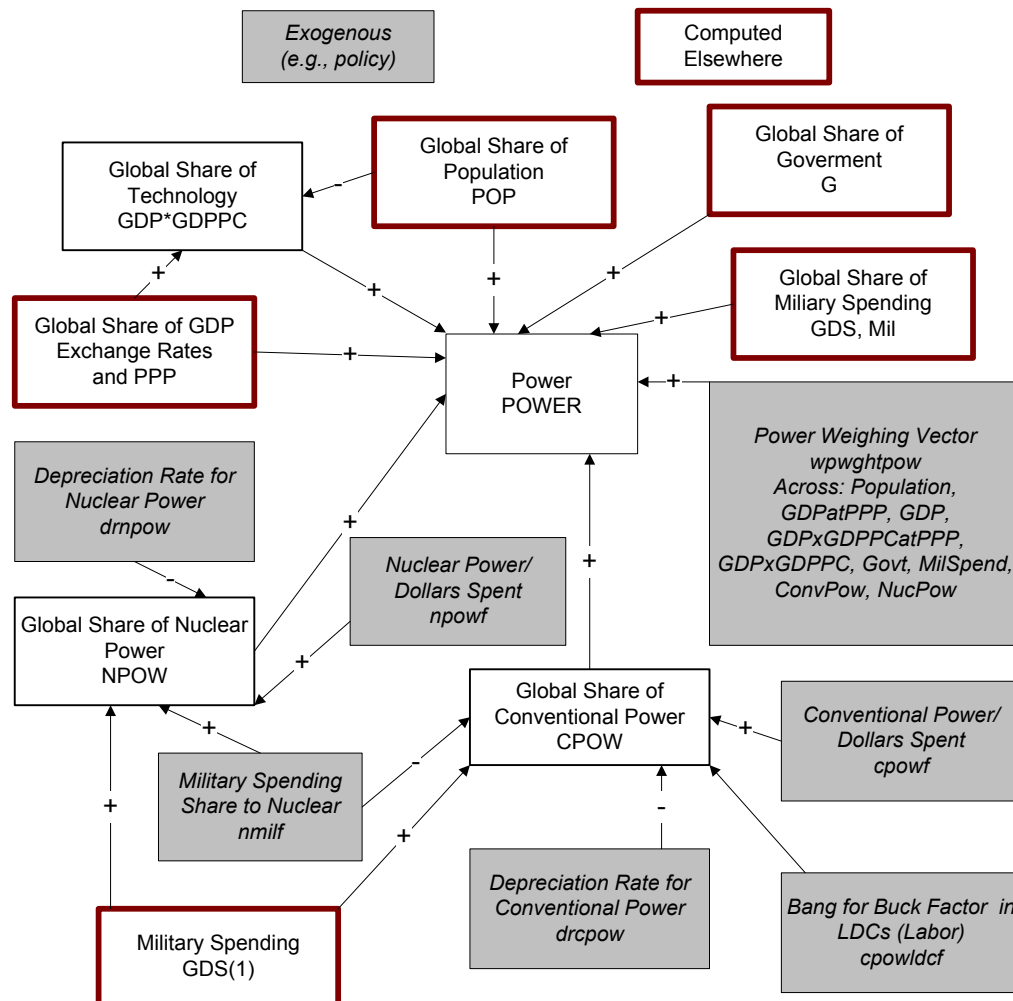 Exogenous
(e.g., policy)
Computed
Elsewhere
Global Share of
Technology
GDP*GDPPC
Global Share of
Population
POP
Global Share of
Goverment
G
-
+
+
+
+
Global Share of
Miliary Spending
GDS, Mil
+
Global Share of GDP
Exchange Rates
and PPP
+
Power
POWER
+
Power Weighing Vector
wpwghtpow
Across: Population,
GDPatPPP, GDP,
GDPxGDPPCatPPP,
GDPxGDPPC, Govt, MilSpend,
ConvPow, NucPow
Depreciation Rate for
Nuclear Power
drnpow
+
+
-
Nuclear Power/
Dollars Spent
npowf
Global Share of Nuclear
Power
NPOW
+
Global Share of
Conventional Power
CPOW
Conventional Power/
Dollars Spent
cpowf
+
+
-
Military Spending
Share to Nuclear
nmilf
+
+
-
Depreciation Rate for
Conventional Power
drcpow
+
Bang for Buck Factor in
LDCs (Labor)
cpowldcf
Military Spending
GDS(1)